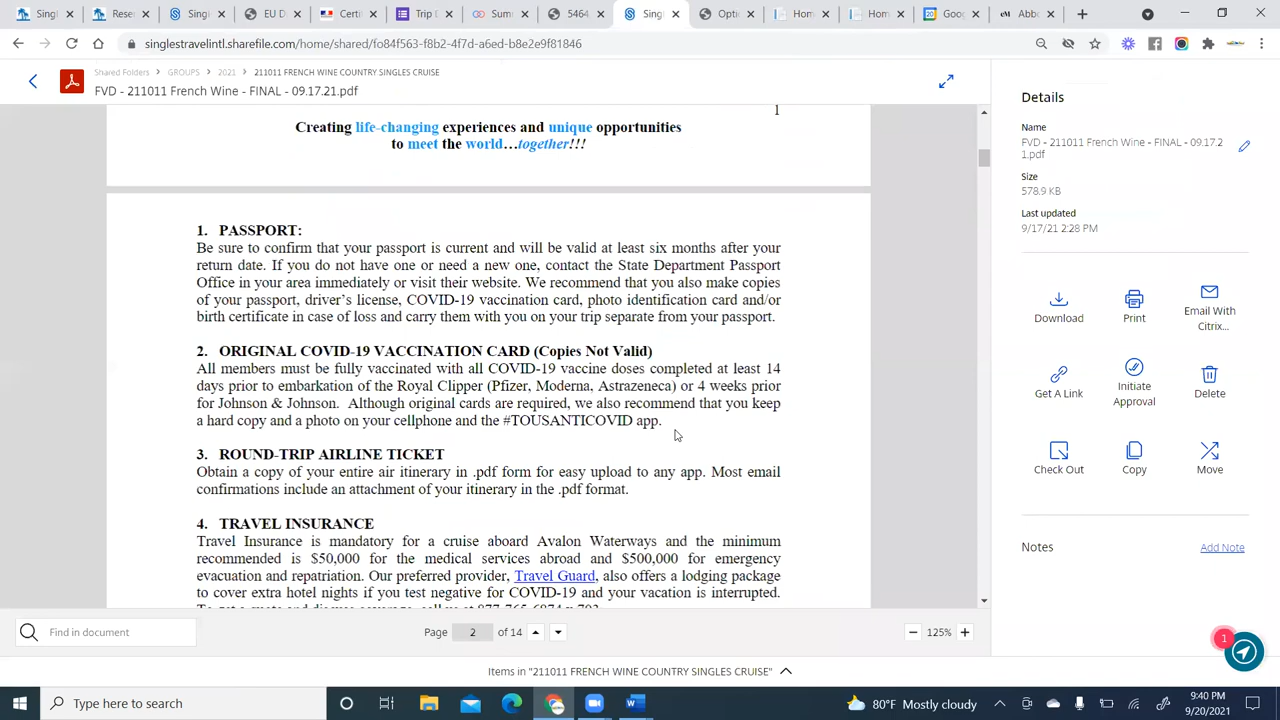 Singl
Reser
Singl
EU D
Certi
Trip D
Sumr
5464
Singl
Optic
Hom
Hom
Goog
eM
Abbo
singlestravelintl.sharefile.com/home/shared/fo84f563-f8b2-4f7d-a6ed-b8e2e9f81846
Shared Folders > GROUPS > 2021 > 211011 FRENCH WINE COUNTRY SINGLES CRUISE
FVD - 211011 French Wine - FINAL - 09.17.21.pdf
1
Creating life-changing experiences and unique opportunities
to meet the world…together!!!
1. PASSPORT:
Be sure to confirm that your passport is current and will be valid at least six months after your
return date. If you do not have one or need a new one, contact the State Department Passport
Office in your area immediately or visit their website. We recommend that you also make copies
of your passport, driver's license, COVID-19 vaccination card, photo identification card and/or
birth certificate in case of loss and carry them with you on your trip separate from your passport.
2. ORIGINAL COVID-19 VACCINATION CARD (Copies Not Valid)
All members must be fully vaccinated with all COVID-19 vaccine doses completed at least 14
days prior to embarkation of the Royal Clipper (Pfizer, Moderna, Astrazeneca) or 4 weeks prior
for Johnson & Johnson. Although original cards are required, we also recommend that you keep
a hard copy and a photo on your cellphone and the #TOUSANTICOVID app.
3. ROUND-TRIP AIRLINE TICKET
Obtain a copy of your entire air itinerary in .pdf form for easy upload to any app. Most email
confirmations include an attachment of your itinerary in the .pdf format.
4. TRAVEL INSURANCE
Travel Insurance is mandatory for a cruise aboard Avalon Waterways and the minimum
recommended is $50,000 for the medical services abroad and $500,000 for emergency
evacuation and repatriation. Our preferred provider, Travel Guard, also offers a lodging package
to cover extra hotel nights if you test negative for COVID-19 and your vacation is interrupted.
Details
Name
FVD - 211011 French Wine - FINAL - 09.17.2
1.pdf
Size
578.9 KB
Last updated
9/17/21 2:28 PM
Download
Print
Email With
Citrix...
Get A Link
Initiate
Approval
Delete
Check Out
Copy
Move
Notes
Add Note
Find in document
Page 2 of 14
125%
1
Items in "211011 FRENCH WINE COUNTRY SINGLES CRUISE"
Type here to search
80°F Mostly cloudy
9:40 PM
9/20/2021